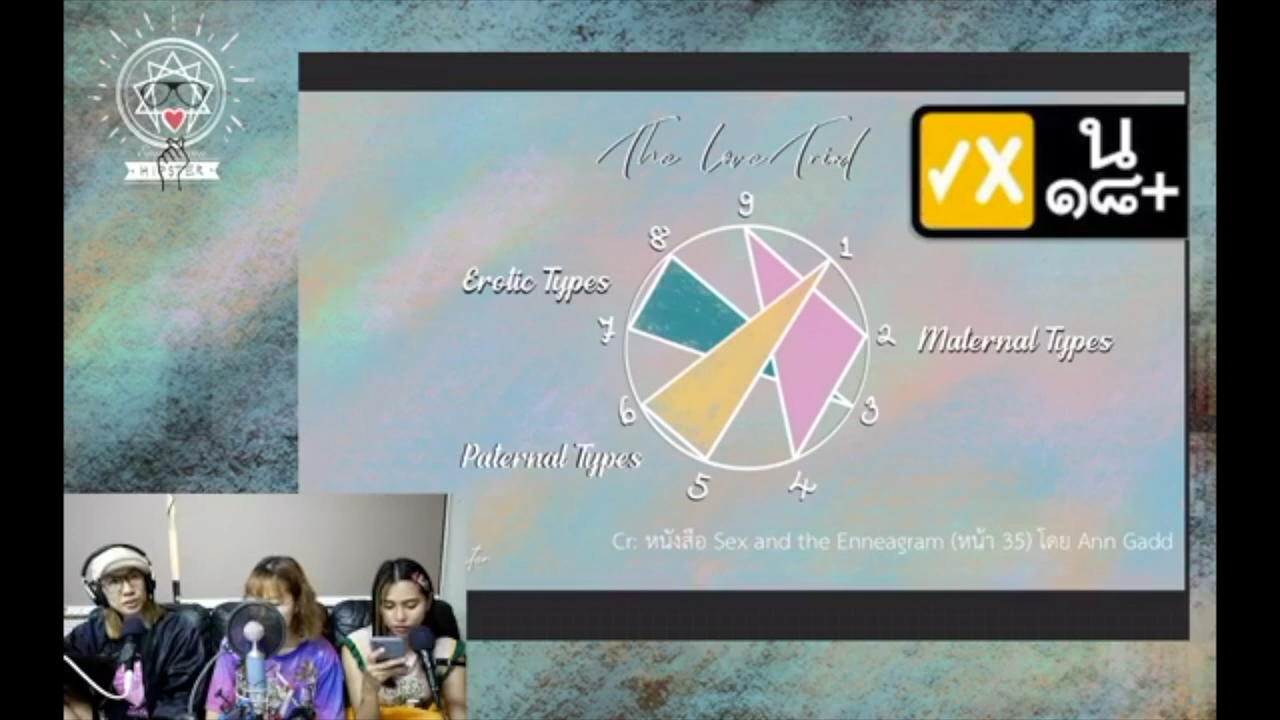 HIPSTER
The Love Triad
น
๑๘+
9
8
1
Erotic Types
7
2
Maternal Types
6
3
Paternal Types
5
4
Cr: หนังสือ Sex and the Enneagram (หน้า 35) โดย Ann Gadd